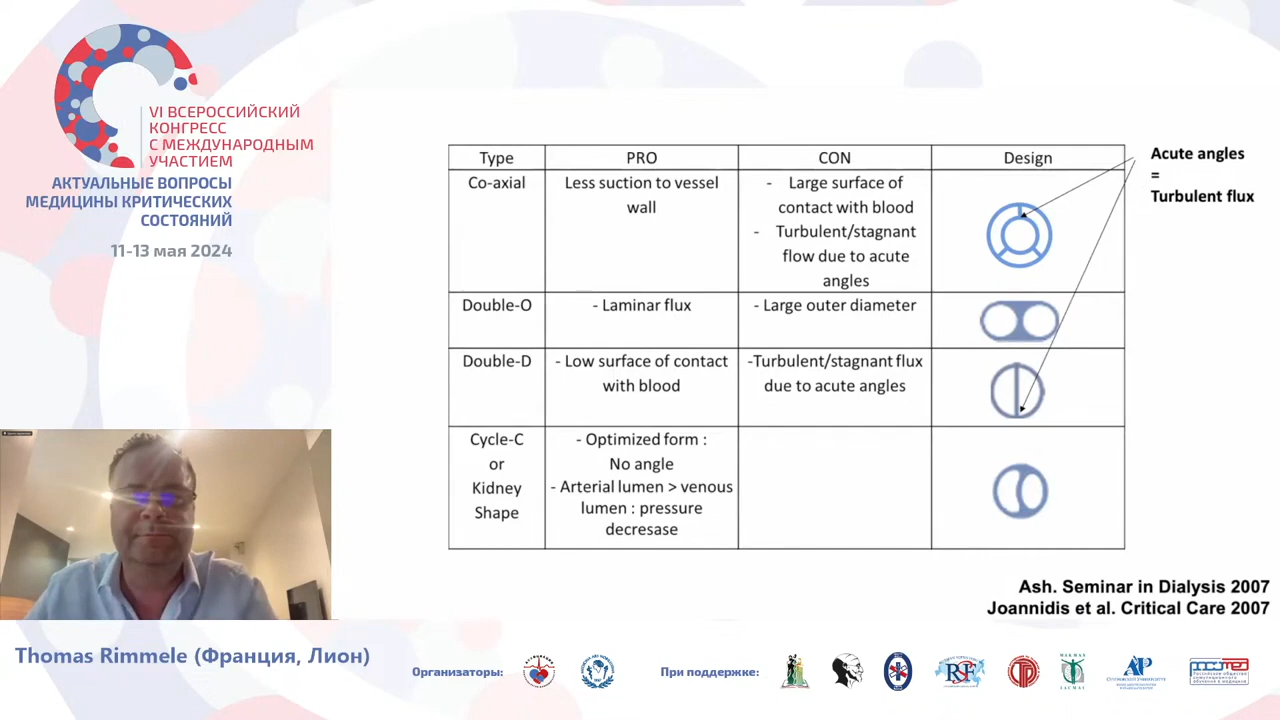 VI ВСЕРОССИЙСКИЙ
КОНГРЕСС
С МЕЖДУНАРОДНЫМ
УЧАСТИЕМ
АКТУАЛЬНЫЕ ВОПРОСЫ
МЕДИЦИНЫ КРИТИЧЕСКИХ
СОСТОЯНИЙ
11-13 мая 2024
Type PRO CON Design
Co-axial
Less suction to vessel
wall
- Large surface of
contact with blood
- Turbulent/stagnant
flow due to acute
angles
Double-O
- Laminar flux
- Large outer diameter
Double-D
- Low surface of contact
with blood
-Turbulent/stagnant flux
due to acute angles
Cycle-C
or
Kidney
Shape
- Optimized form :
No angle
- Arterial lumen > venous
lumen : pressure
decresase
Acute angles
=
Turbulent flux
Ash. Seminar in Dialysis 2007
Joannidis et al. Critical Care 2007
Thomas Rimmele (Франция, Лион)
Организаторы:
При поддержке: